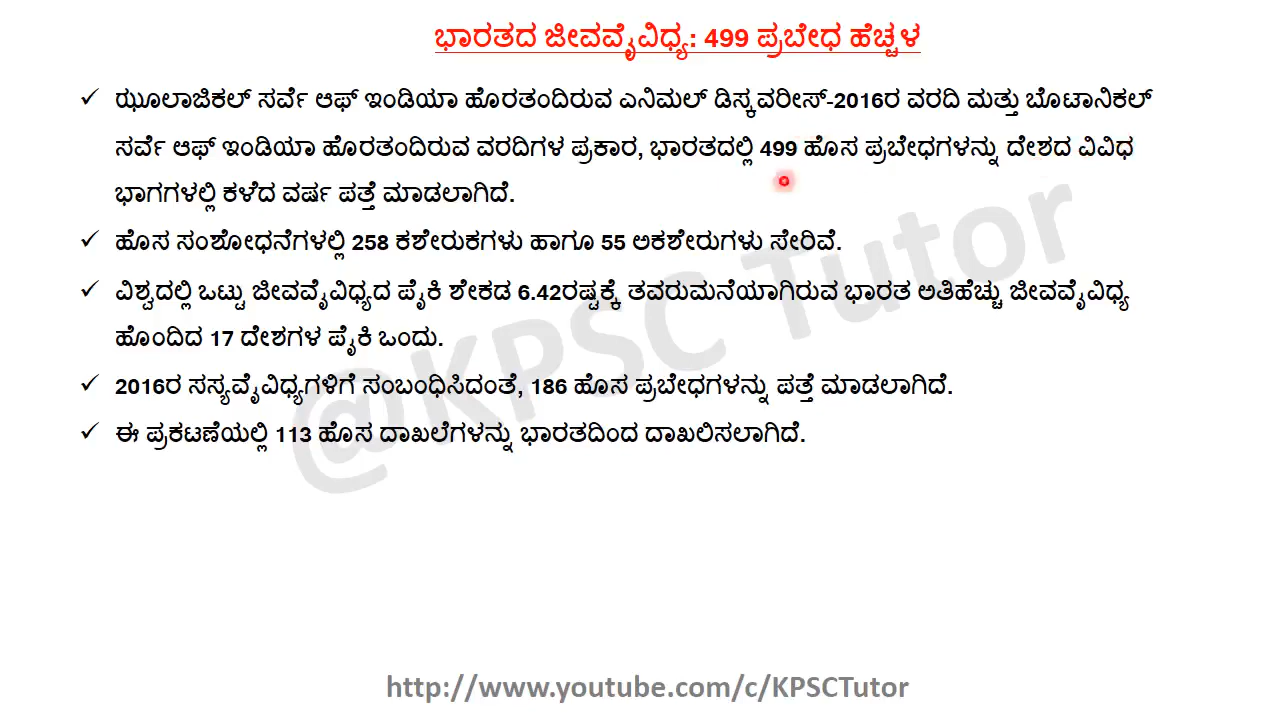 ಭಾರತದ ಜೀವವೈವಿಧ್ಯ: 499 ಪ್ರಬೇಧ ಹೆಚ್ಚಳ
✓ ಝೂಲಾಜಿಕಲ್ ಸರ್ವೆ ಆಫ್ ಇಂಡಿಯಾ ಹೊರತಂದಿರುವ ಎನಿಮಲ್ ಡಿಸ್ಕವರೀಸ್-2016ರ ವರದಿ ಮತ್ತು ಬೊಟಾನಿಕಲ್
ಸರ್ವೆ ಆಫ್ ಇಂಡಿಯಾ ಹೊರತಂದಿರುವ ವರದಿಗಳ ಪ್ರಕಾರ, ಭಾರತದಲ್ಲಿ 499 ಹೊಸ ಪ್ರಬೇಧಗಳನ್ನು ದೇಶದ ವಿವಿಧ
ಭಾಗಗಳಲ್ಲಿ ಕಳೆದ ವರ್ಷ ಪತ್ತೆ ಮಾಡಲಾಗಿದೆ.
✓ ಹೊಸ ಸಂಶೋಧನೆಗಳಲ್ಲಿ 258 ಕಶೇರುಕಗಳು ಹಾಗೂ 55 ಅಕಶೇರುಗಳು ಸೇರಿವೆ.
✓ ವಿಶ್ವದಲ್ಲಿ ಒಟ್ಟು ಜೀವವೈವಿಧ್ಯದ ಪೈಕಿ ಶೇಕಡ 6.42ರಷ್ಟಕ್ಕೆ ತವರುಮನೆಯಾಗಿರುವ ಭಾರತ ಅತಿಹೆಚ್ಚು ಜೀವವೈವಿಧ್ಯ
ಹೊಂದಿದ 17 ದೇಶಗಳ ಪೈಕಿ ಒಂದು.
✓ 2016ರ ಸಸ್ಯವೈವಿಧ್ಯಗಳಿಗೆ ಸಂಬಂಧಿಸಿದಂತೆ, 186 ಹೊಸ ಪ್ರಬೇಧಗಳನ್ನು ಪತ್ತೆ ಮಾಡಲಾಗಿದೆ.
✓ ಈ ಪ್ರಕಟಣೆಯಲ್ಲಿ 113 ಹೊಸ ದಾಖಲೆಗಳನ್ನು ಭಾರತದಿಂದ ದಾಖಲಿಸಲಾಗಿದೆ.
@KPSC Tutor
http://www.youtube.com/c/KPSCTutor